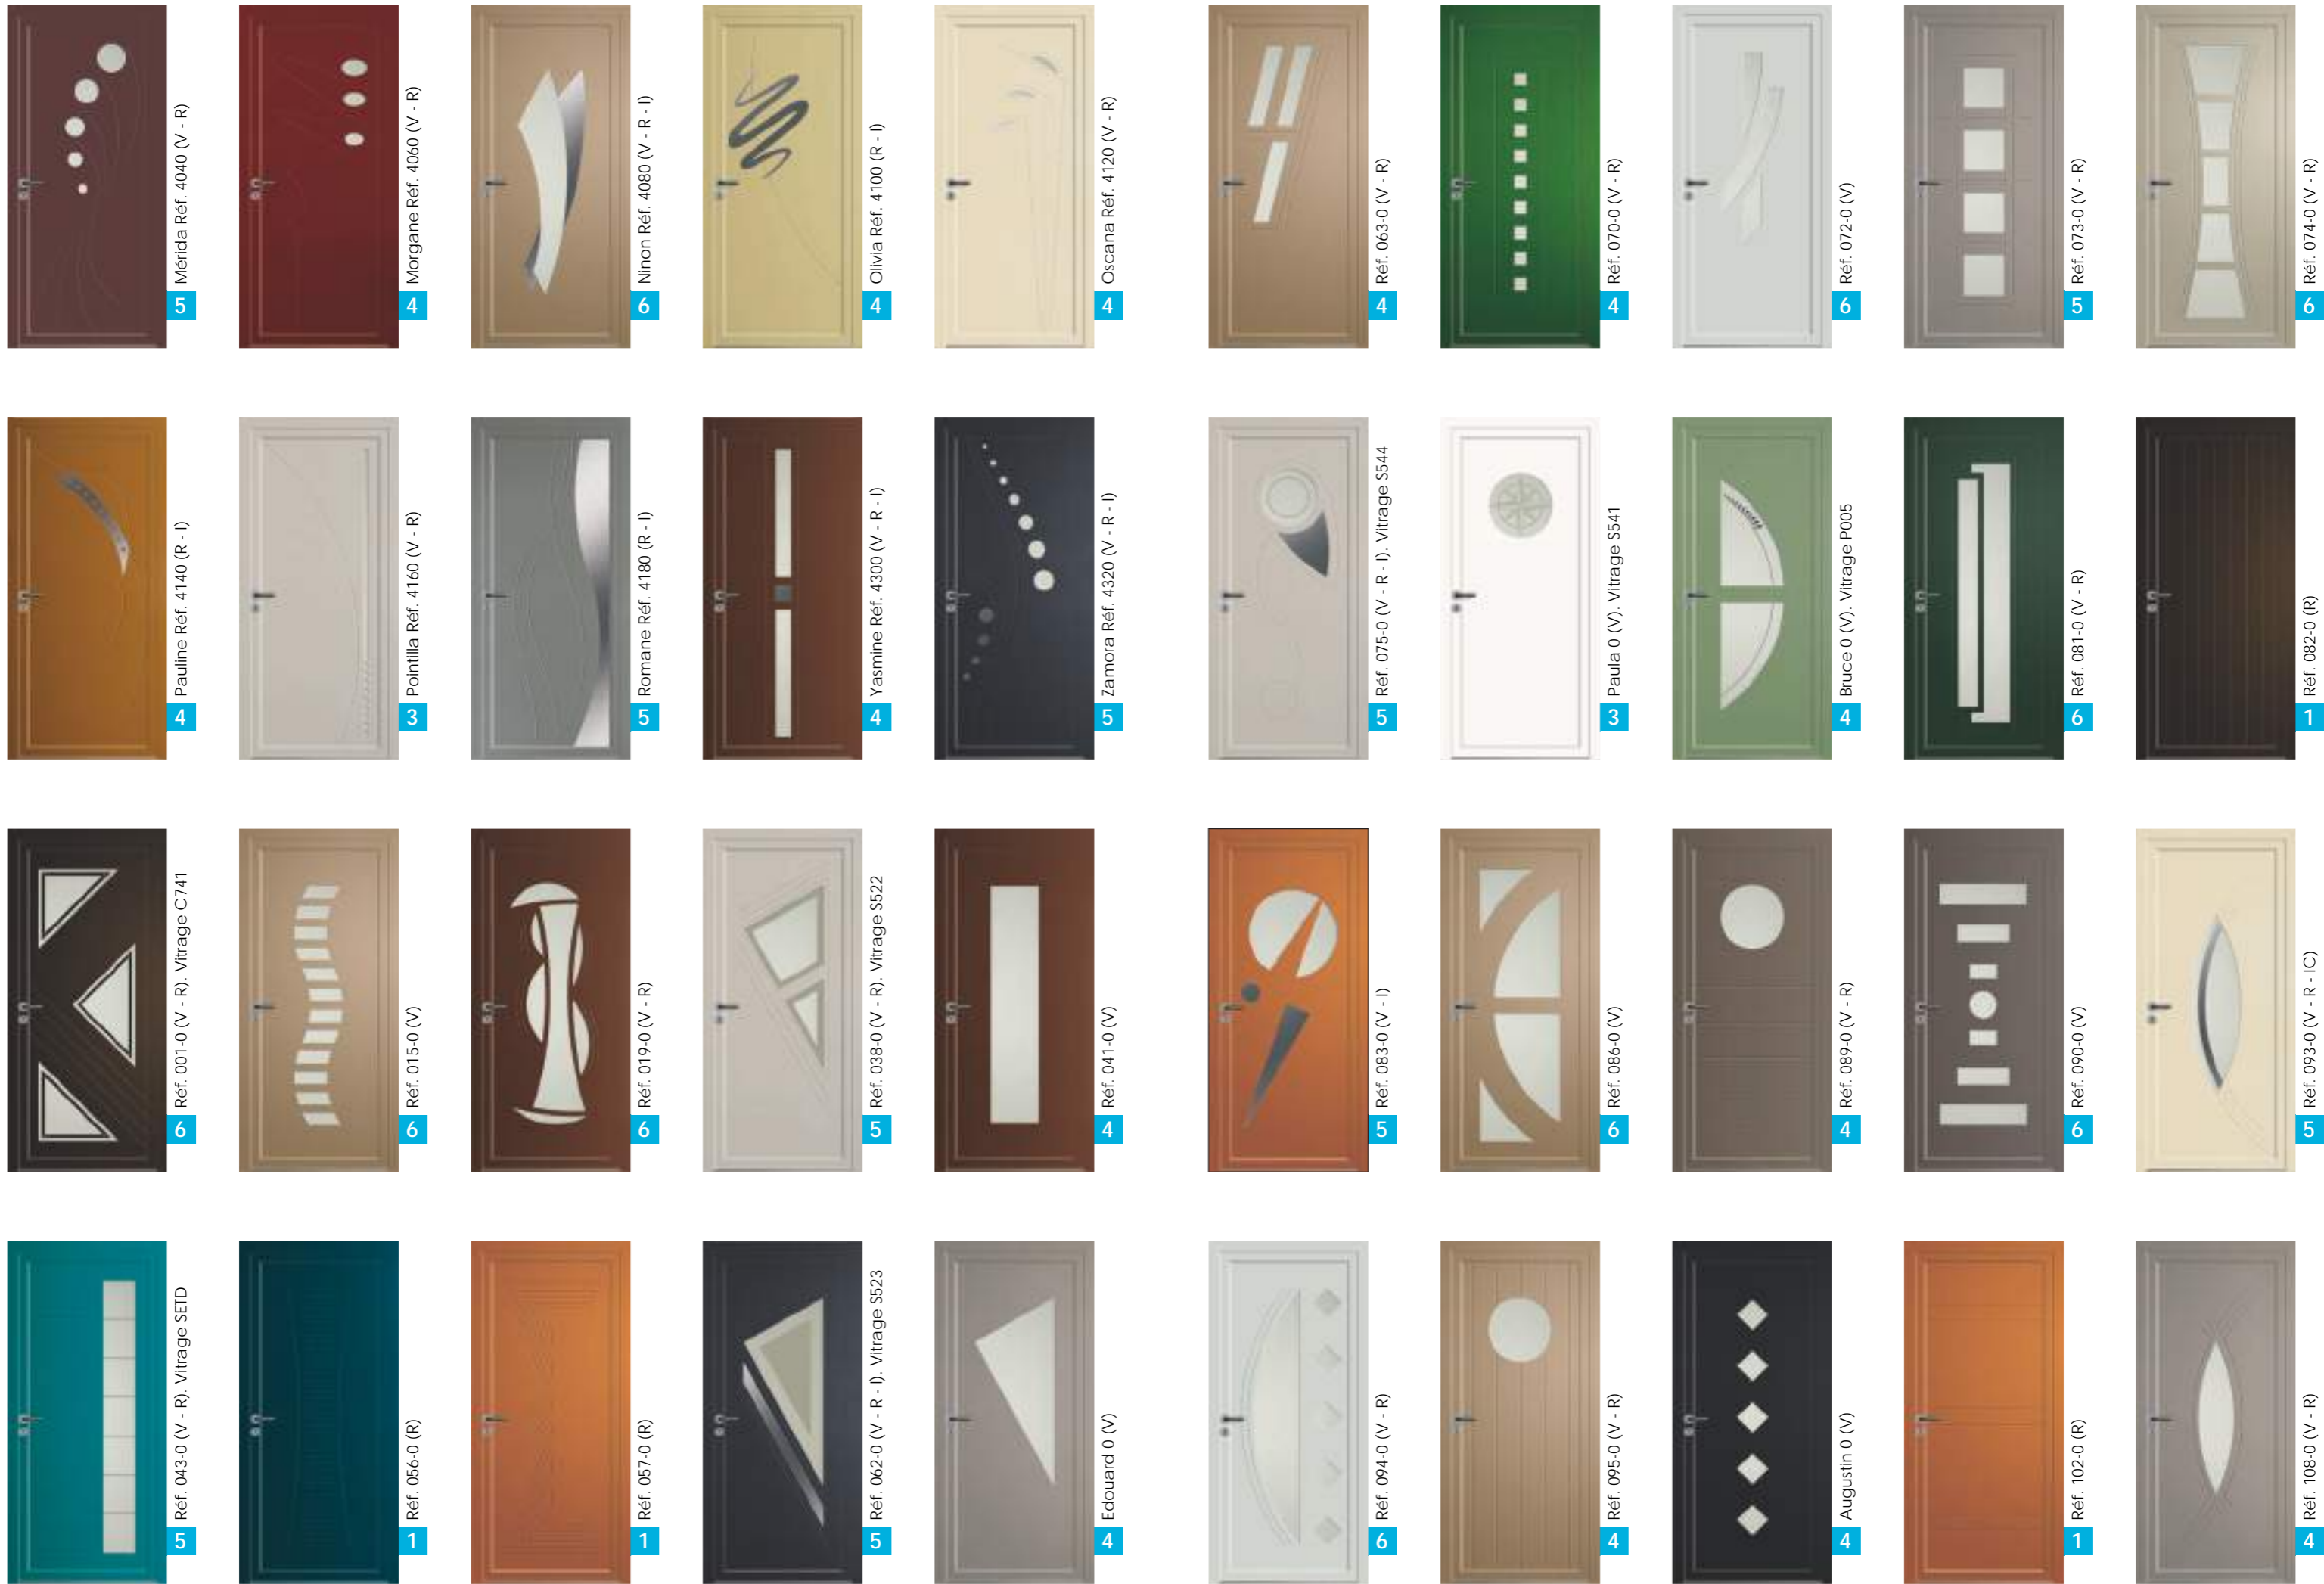 5 Mérida Réf. 4040 (V - R)
4 Morgane Réf. 4060 (V - R)
6 Ninon Réf. 4080 (V - R - I)
4 Olivia Réf. 4100 (R - I)
4 Oscana Réf. 4120 (V - R)
4 Réf. 063-0 (V - R)
4 Réf. 070-0 (V - R)
6 Réf. 072-0 (V)
5 Réf. 073-0 (V - R)
6 Réf. 074-0 (V - R)
4 Pauline Réf. 4140 (R - I)
3 Pointilla Réf. 4160 (V - R)
5 Romane Réf. 4180 (R - I)
4 Yasmine Réf. 4300 (V - R - I)
5 Zamora Réf. 4320 (V - R - I)
5 Réf. 075-0 (V - R - I). Vitrage S544
3 Paula 0 (V). Vitrage S541
4 Bruce 0 (V). Vitrage P005
6 Réf. 081-0 (V - R)
1 Réf. 082-0 (R)
6 Réf. 001-0 (V - R). Vitrage C741
6 Réf. 015-0 (V)
6 Réf. 019-0 (V - R)
5 Réf. 038-0 (V - R). Vitrage S522
4 Réf. 041-0 (V)
5 Réf. 083-0 (V - I)
6 Réf. 086-0 (V)
4 Réf. 089-0 (V - R)
6 Réf. 090-0 (V)
5 Réf. 093-0 (V - R - IC)
5 Réf. 043-0 (V - R). Vitrage SETD
1 Réf. 056-0 (R)
1 Réf. 057-0 (R)
5 Réf. 062-0 (V - R - I). Vitrage S523
4 Edouard 0 (V)
6 Réf. 094-0 (V - R)
4 Réf. 095-0 (V - R)
4 Augustin 0 (V)
1 Réf. 102-0 (R)
4 Réf. 108-0 (V - R)